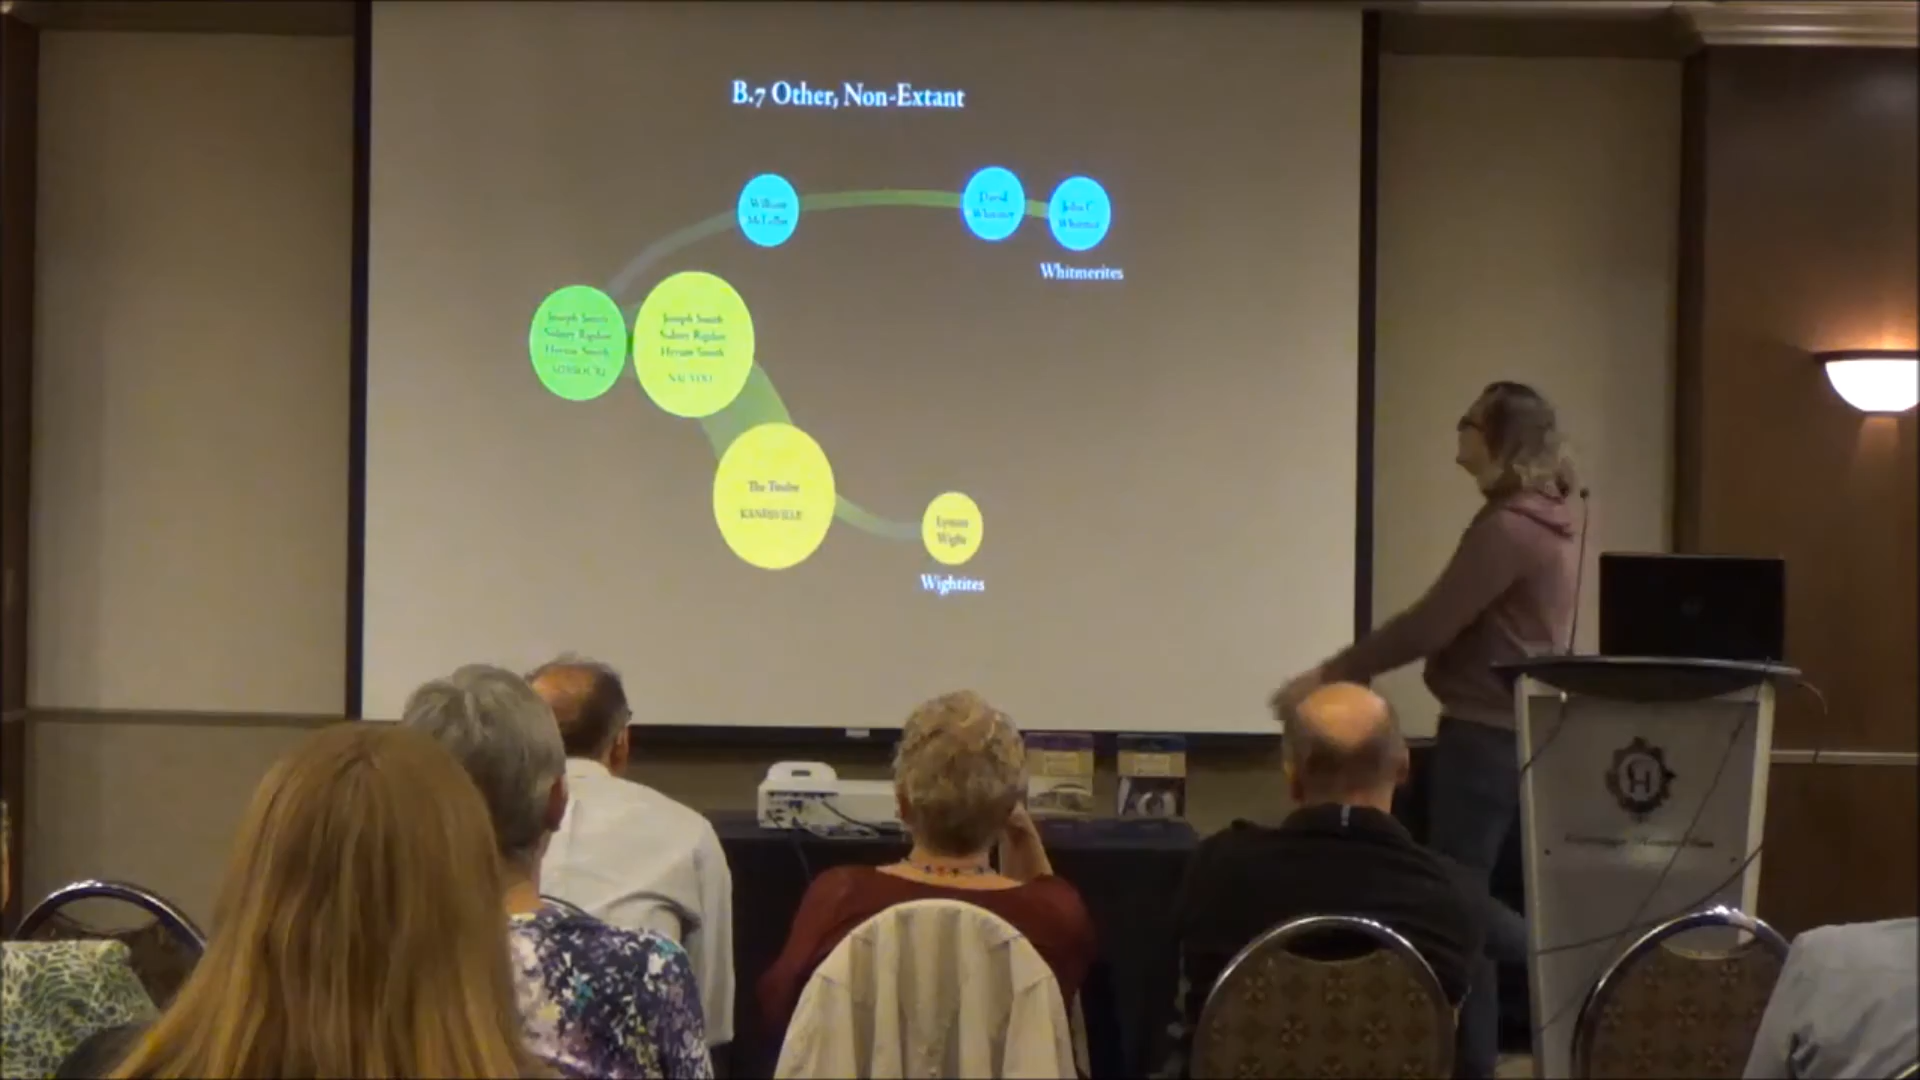 B.7 Other, Non-Extant
William
McLellin
David
Whitmer
John C.
Whitmer
Whitmerites
Joseph Smith
Sidney Rigdon
Hyrum Smith
MISSOURI
Joseph Smith
Sidney Rigdon
Hyrum Smith
NAUVOO
The Twelve
KANESVILLE
Lyman
Wight
Wightites
H